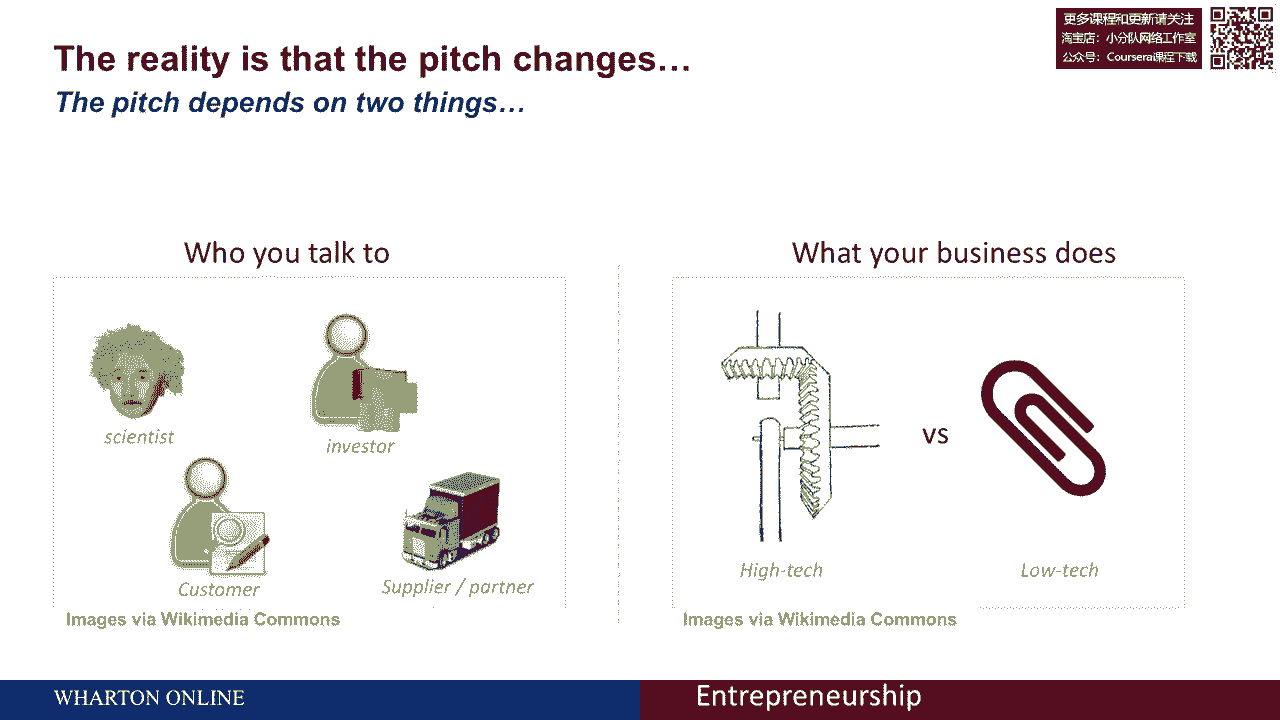 The reality is that the pitch changes…
The pitch depends on two things…
更多课程和更新请关注
淘宝店：小分队网络工作室
公众号：Coursera课程下载
Who you talk to
scientist
investor
Customer
Supplier / partner
Images via Wikimedia Commons
What your business does
vs
High-tech
Low-tech
Images via Wikimedia Commons
WHARTON ONLINE
Entrepreneurship